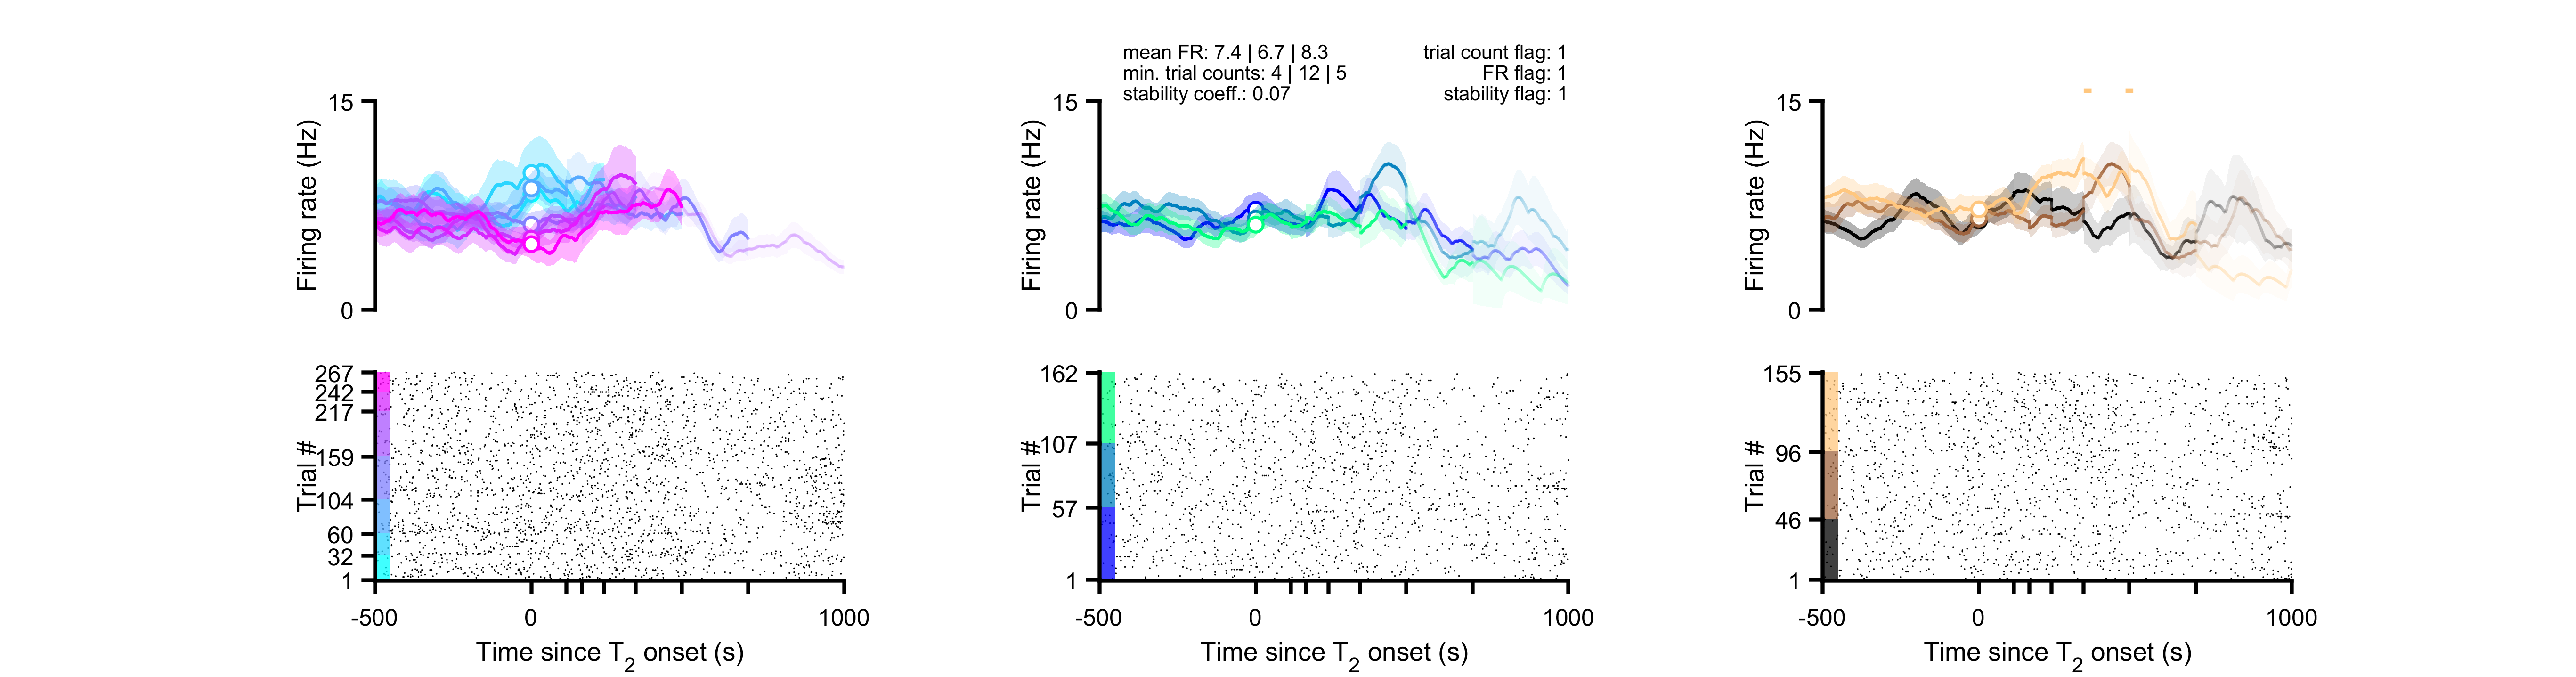 mean FR: 7.4 | 6.7 | 8.3
min. trial counts: 4 | 12 | 5
stability coeff.: 0.07
trial count flag: 1
FR flag: 1
stability flag: 1
15
Firing rate (Hz)
0
15
Firing rate (Hz)
0
15
Firing rate (Hz)
0
267
242
217
159
104
60
32
1
Trial #
-500
0
1000
Time since T2 onset (s)
162
107
57
1
Trial #
-500
0
1000
Time since T2 onset (s)
155
96
46
1
Trial #
-500
0
1000
Time since T2 onset (s)